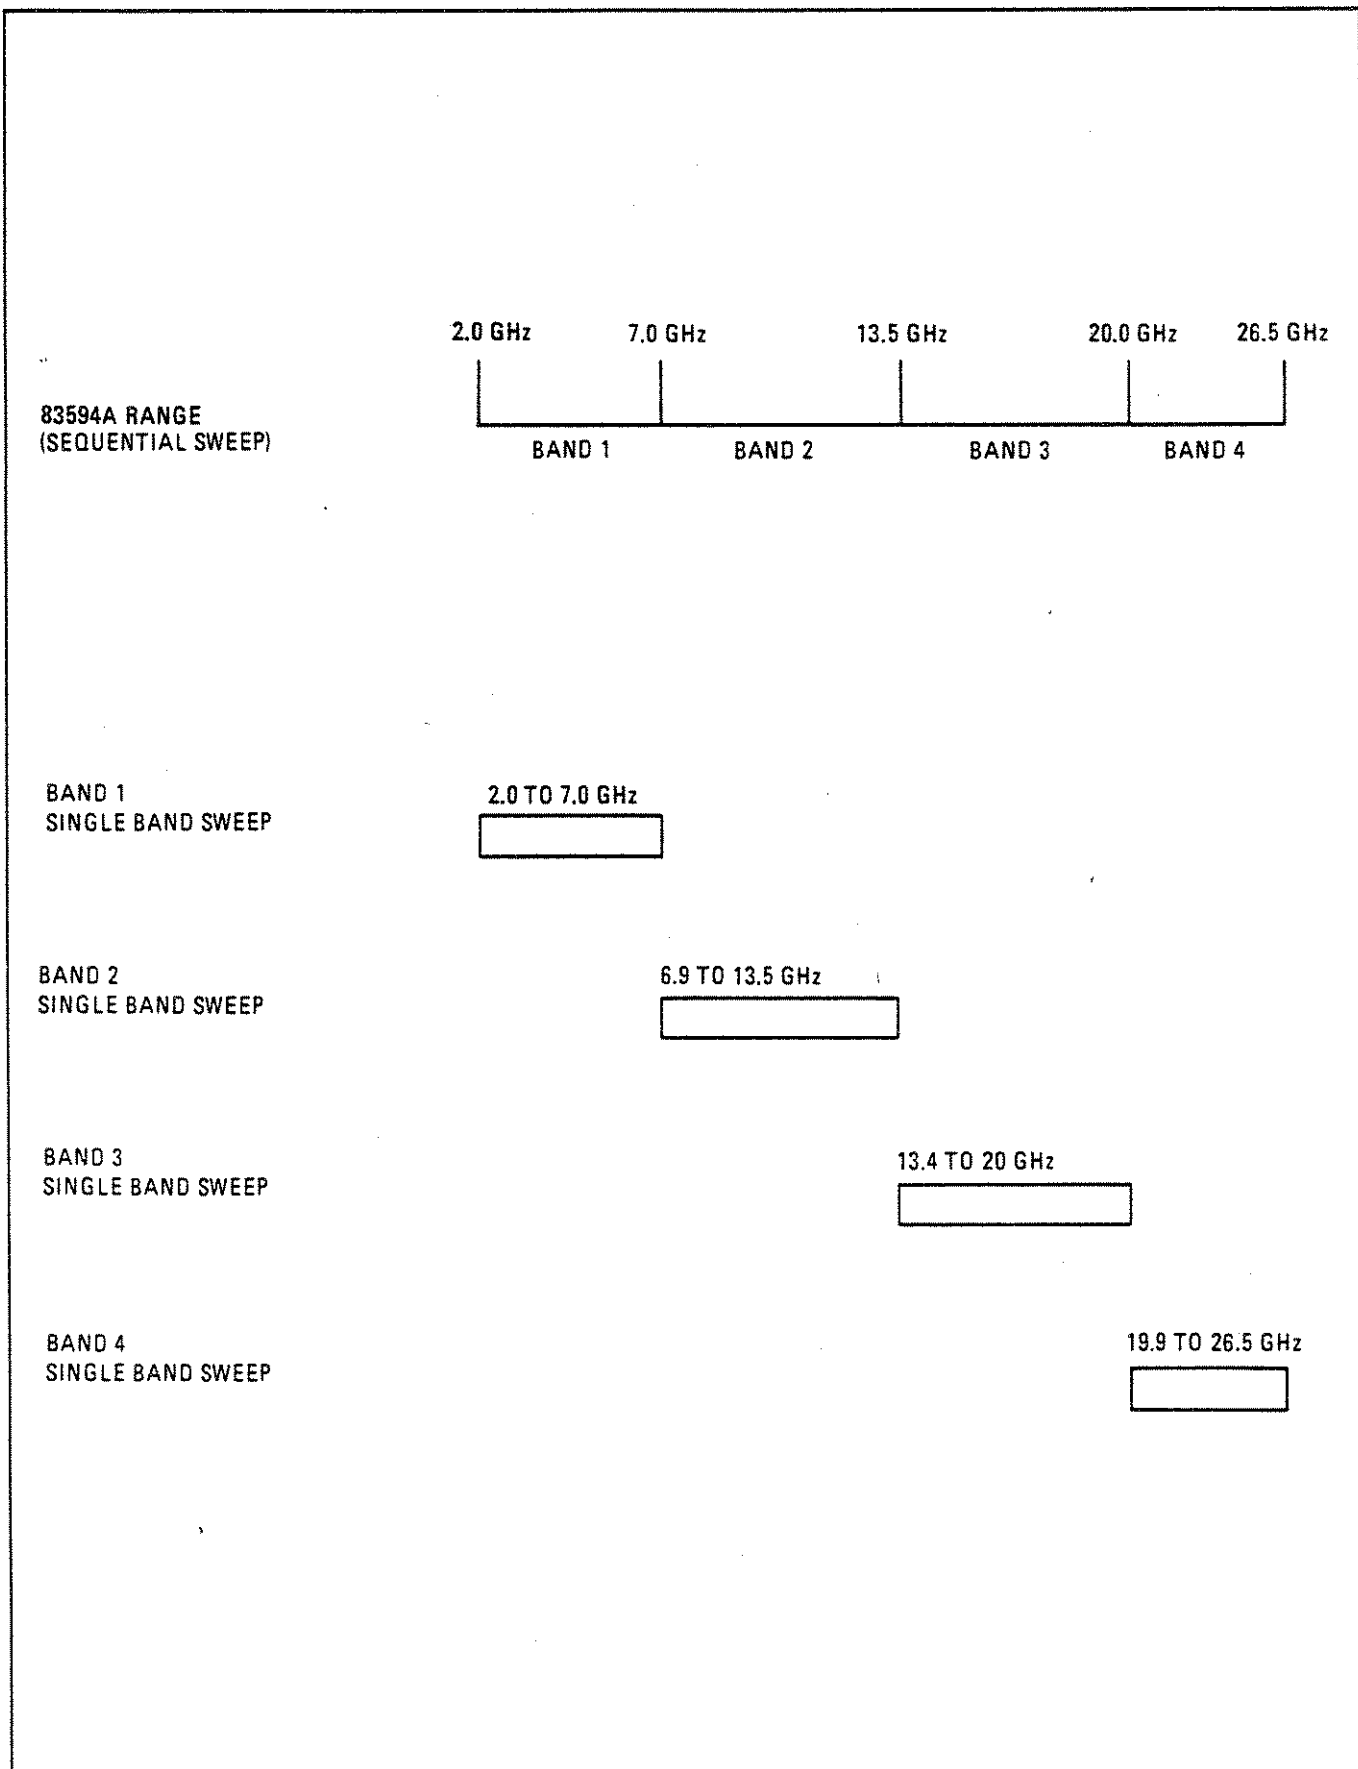 2.0 GHz 7.0 GHz 13.5 GHz 20.0 GHz 26.5 GHz
83594A RANGE
(SEQUENTIAL SWEEP)
BAND 1 BAND 2 BAND 3 BAND 4
BAND 1
SINGLE BAND SWEEP
2.0 TO 7.0 GHz
BAND 2
SINGLE BAND SWEEP
6.9 TO 13.5 GHz
BAND 3
SINGLE BAND SWEEP
13.4 TO 20 GHz
BAND 4
SINGLE BAND SWEEP
19.9 TO 26.5 GHz